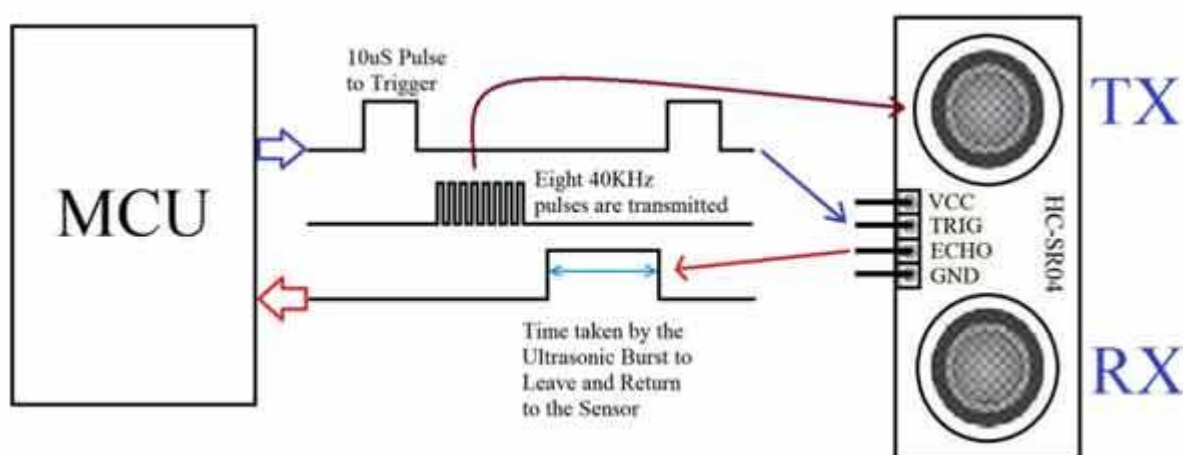 10uS Pulse
to Trigger
MCU
Eight 40KHz
pulses are transmitted
Time taken by the
Ultrasonic Burst to
Leave and Return
to the Sensor
VCC
TRIG
ECHO
GND
HC-SR04
TX
RX